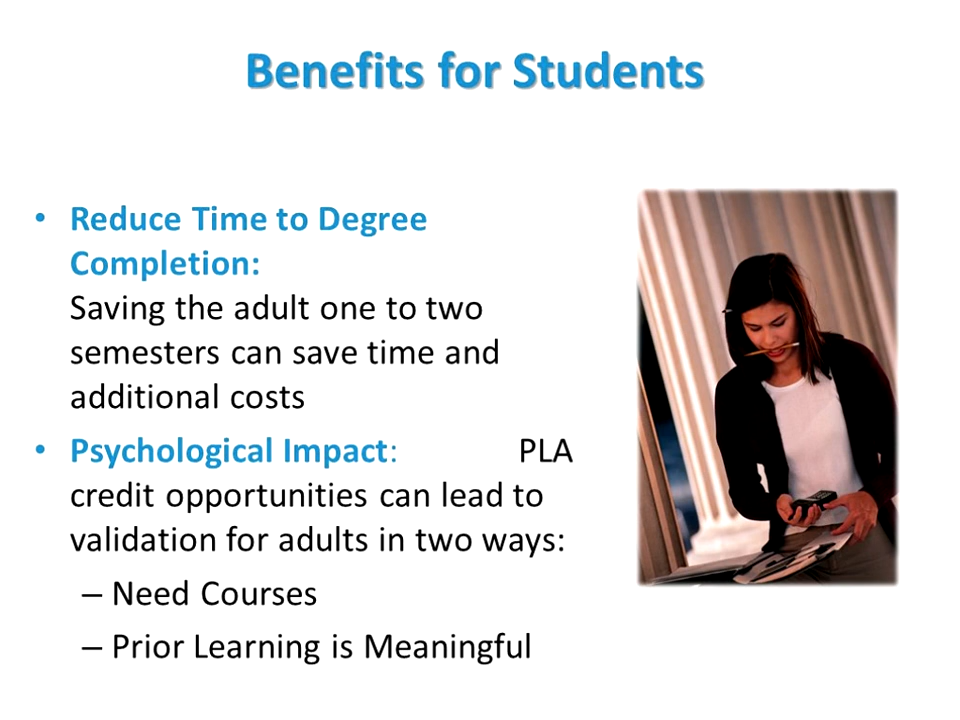 Benefits for Students
• Reduce Time to Degree
Completion:
Saving the adult one to two
semesters can save time and
additional costs
• Psychological Impact: PLA
credit opportunities can lead to
validation for adults in two ways:
– Need Courses
– Prior Learning is Meaningful